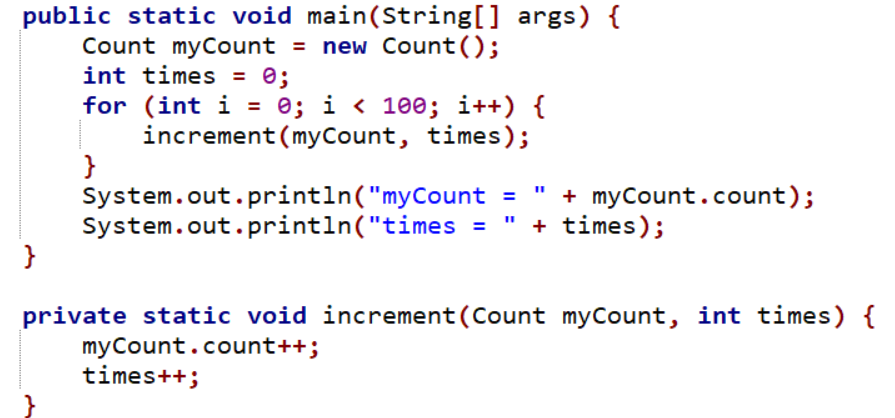 public static void main(String[] args) {
    Count myCount = new Count();
    int times = 0;
    for (int i = 0; i < 100; i++) {
        increment(myCount, times);
    }
    System.out.println("myCount = " + myCount.count);
    System.out.println("times = " + times);
}

private static void increment(Count myCount, int times) {
    myCount.count++;
    times++;
}